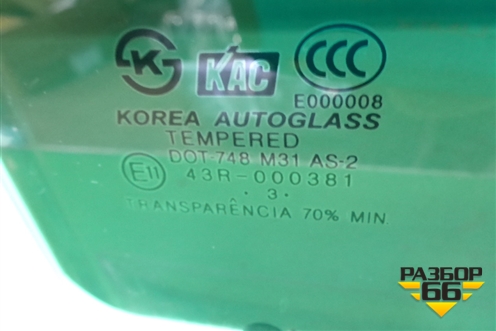 KAC
CCC
E000008
KOREA AUTOGLASS
TEMPERED
DOT-748 M31 AS-2
E11 43R-000381
· 3 ·
TRANSPARÊNCIA 70% MIN.
РАЗБОР
66